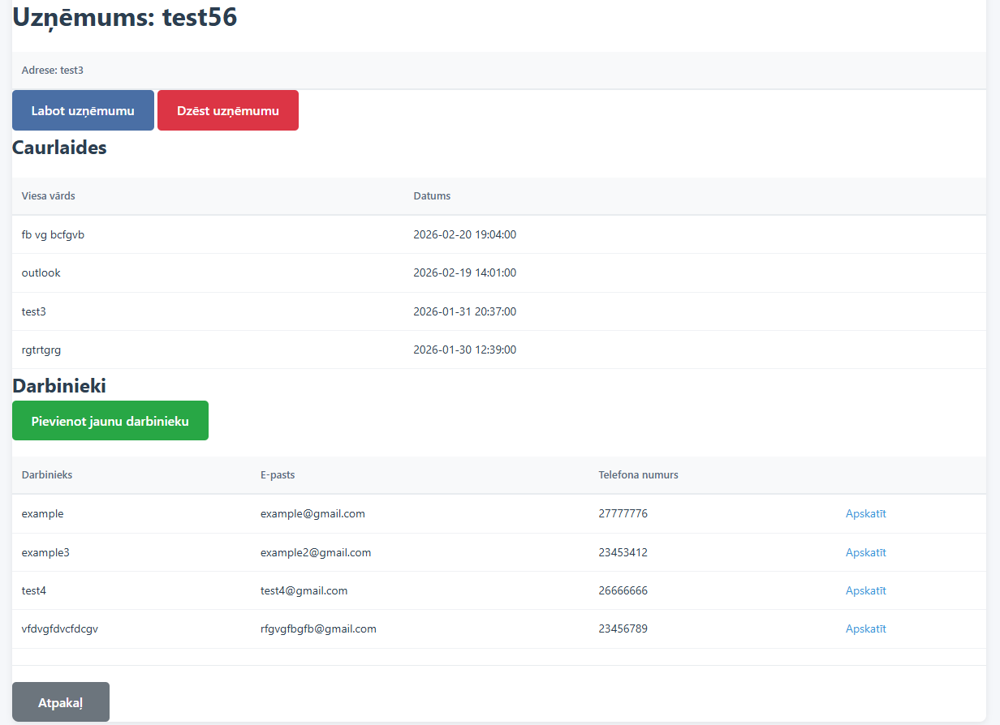 Uzņēmums: test56
Adrese: test3
Labot uzņēmumu Dzēst uzņēmumu
Caurlaides
Viesa vārds Datums
fb vg bcfgvb 2026-02-20 19:04:00
outlook 2026-02-19 14:01:00
test3 2026-01-31 20:37:00
rgtrtgrg 2026-01-30 12:39:00
Darbinieki
Pievienot jaunu darbinieku
Darbinieks E-pasts Telefona numurs
example example@gmail.com 27777776 Apskatīt
example3 example2@gmail.com 23453412 Apskatīt
test4 test4@gmail.com 26666666 Apskatīt
vfdvgfdvcfdcgv rfgvgfbgfb@gmail.com 23456789 Apskatīt
Atpakaļ